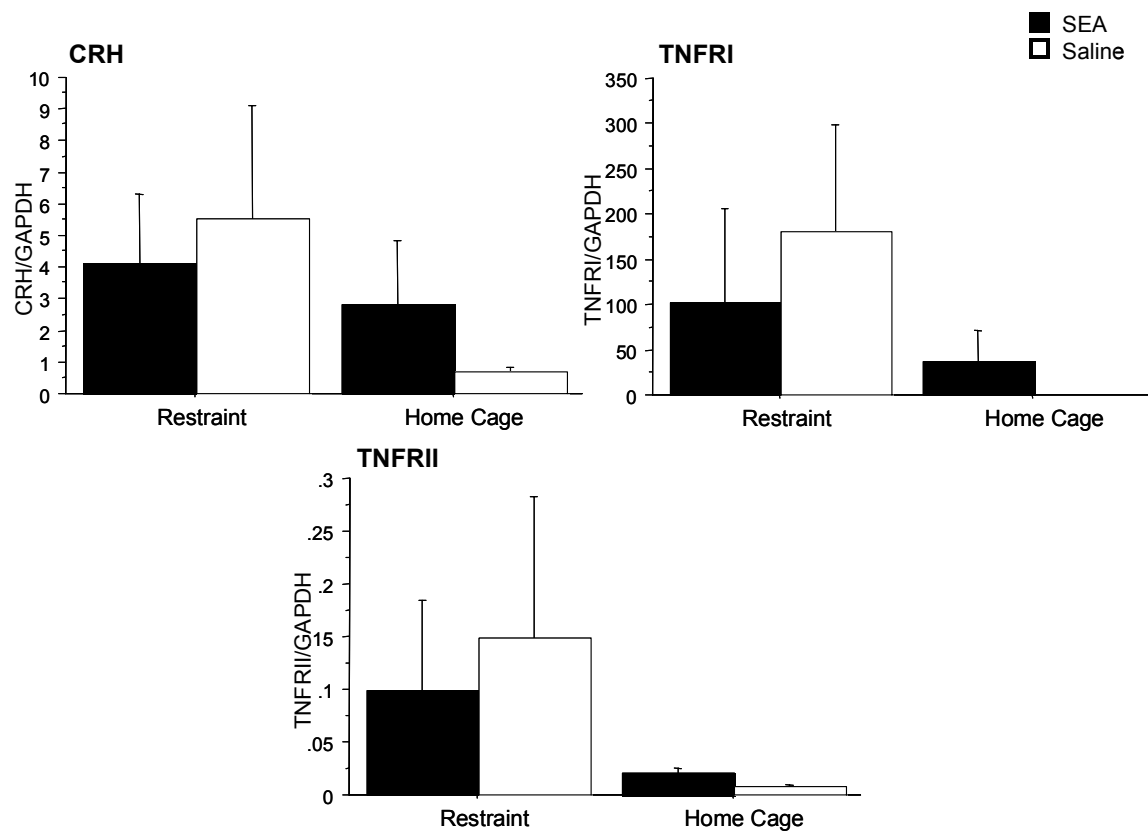 SEA
Saline
CRH
10
9
8
7
6
5
4
3
2
1
0
CRH/GAPDH
Restraint
Home Cage
TNFRI
350
300
250
200
150
100
50
0
TNFRI/GAPDH
Restraint
Home Cage
TNFRII
.3
.25
.2
.15
.1
.05
0
TNFRII/GAPDH
Restraint
Home Cage